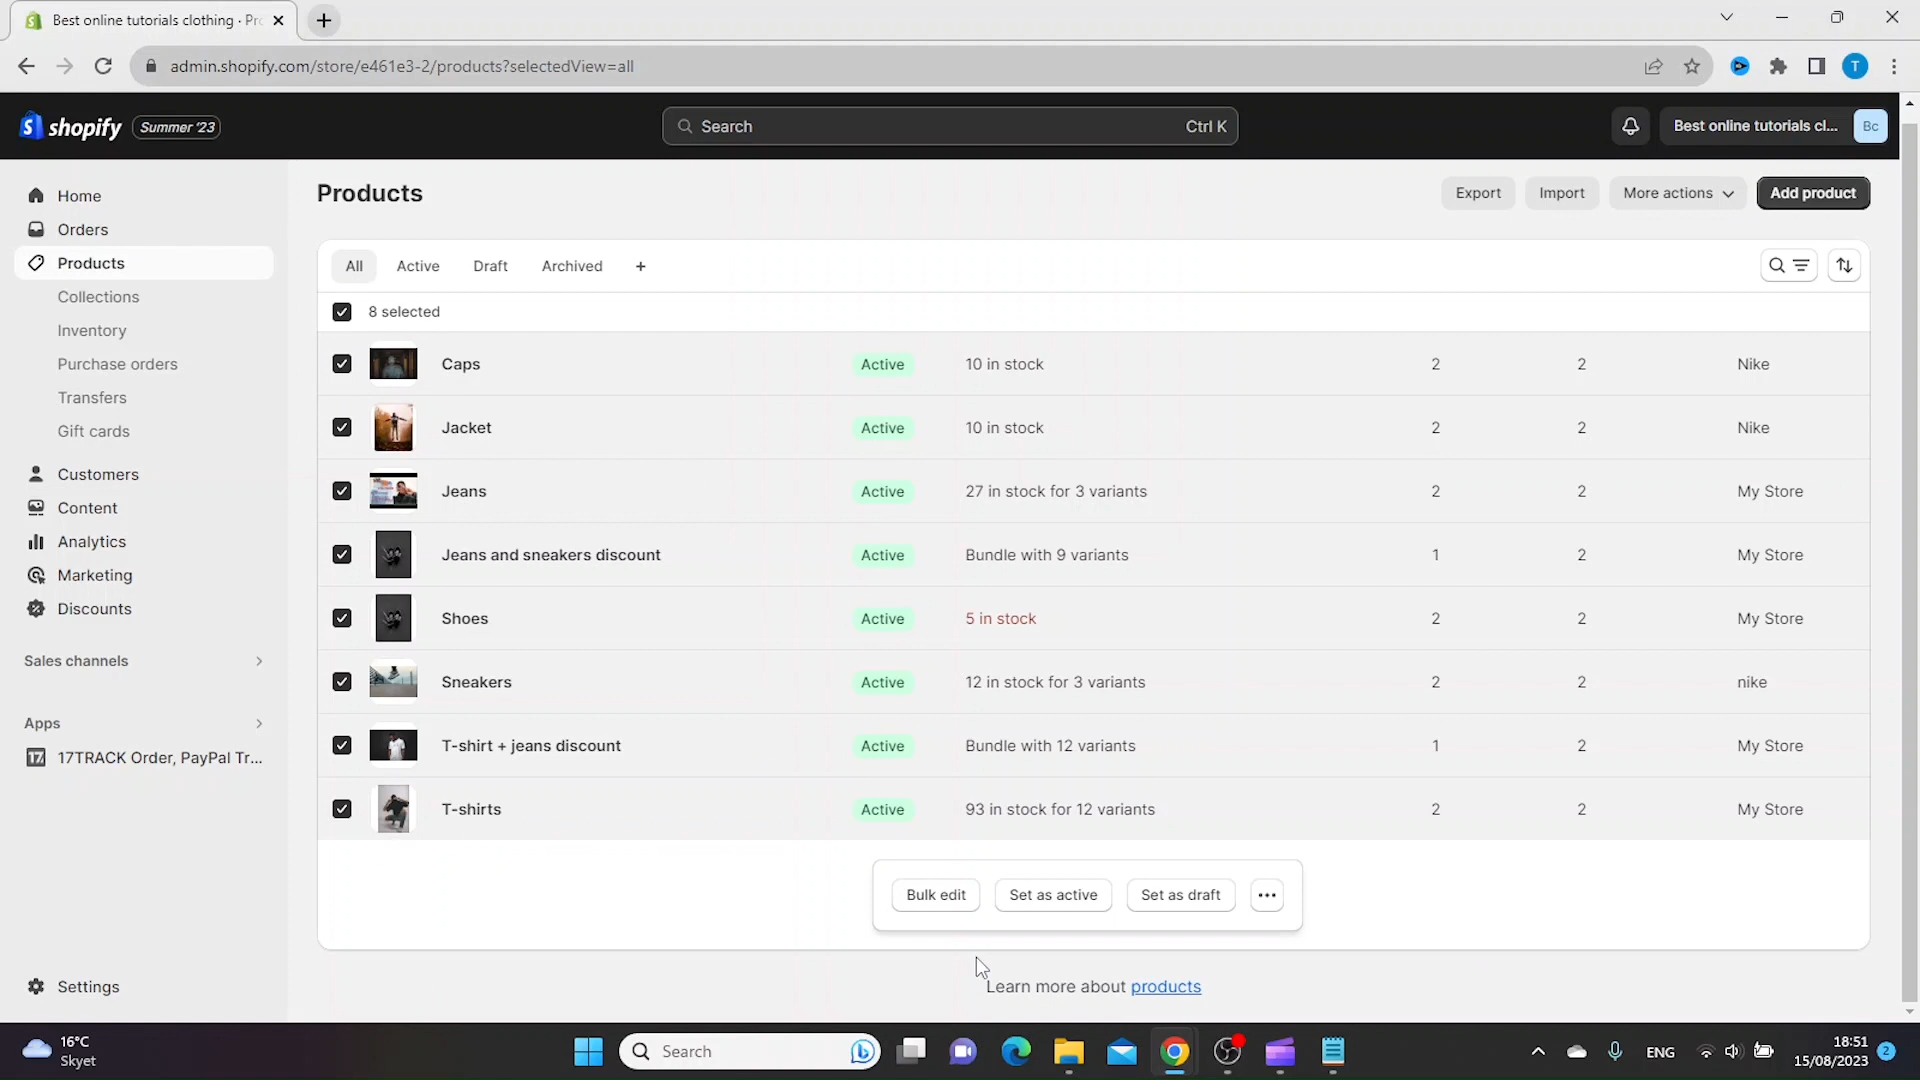 Best online tutorials clothing · Pr
admin.shopify.com/store/e461e3-2/products?selectedView=all
shopify
Summer '23
Search
Ctrl K
Best online tutorials cl...
Bc
Home
Orders
Products
Collections
Inventory
Purchase orders
Transfers
Gift cards
Customers
Content
Analytics
Marketing
Discounts
Sales channels
Apps
17TRACK Order, PayPal Tr...
Settings
Products
Export
Import
More actions
Add product
All
Active
Draft
Archived
+
8 selected
Caps Active 10 in stock 2 2 Nike
Jacket Active 10 in stock 2 2 Nike
Jeans Active 27 in stock for 3 variants 2 2 My Store
Jeans and sneakers discount Active Bundle with 9 variants 1 2 My Store
Shoes Active 5 in stock 2 2 My Store
Sneakers Active 12 in stock for 3 variants 2 2 nike
T-shirt + jeans discount Active Bundle with 12 variants 1 2 My Store
T-shirts Active 93 in stock for 12 variants 2 2 My Store
Bulk edit
Set as active
Set as draft
Learn more about products
16°C
Skyet
Search
ENG
18:51
15/08/2023
2
T
17